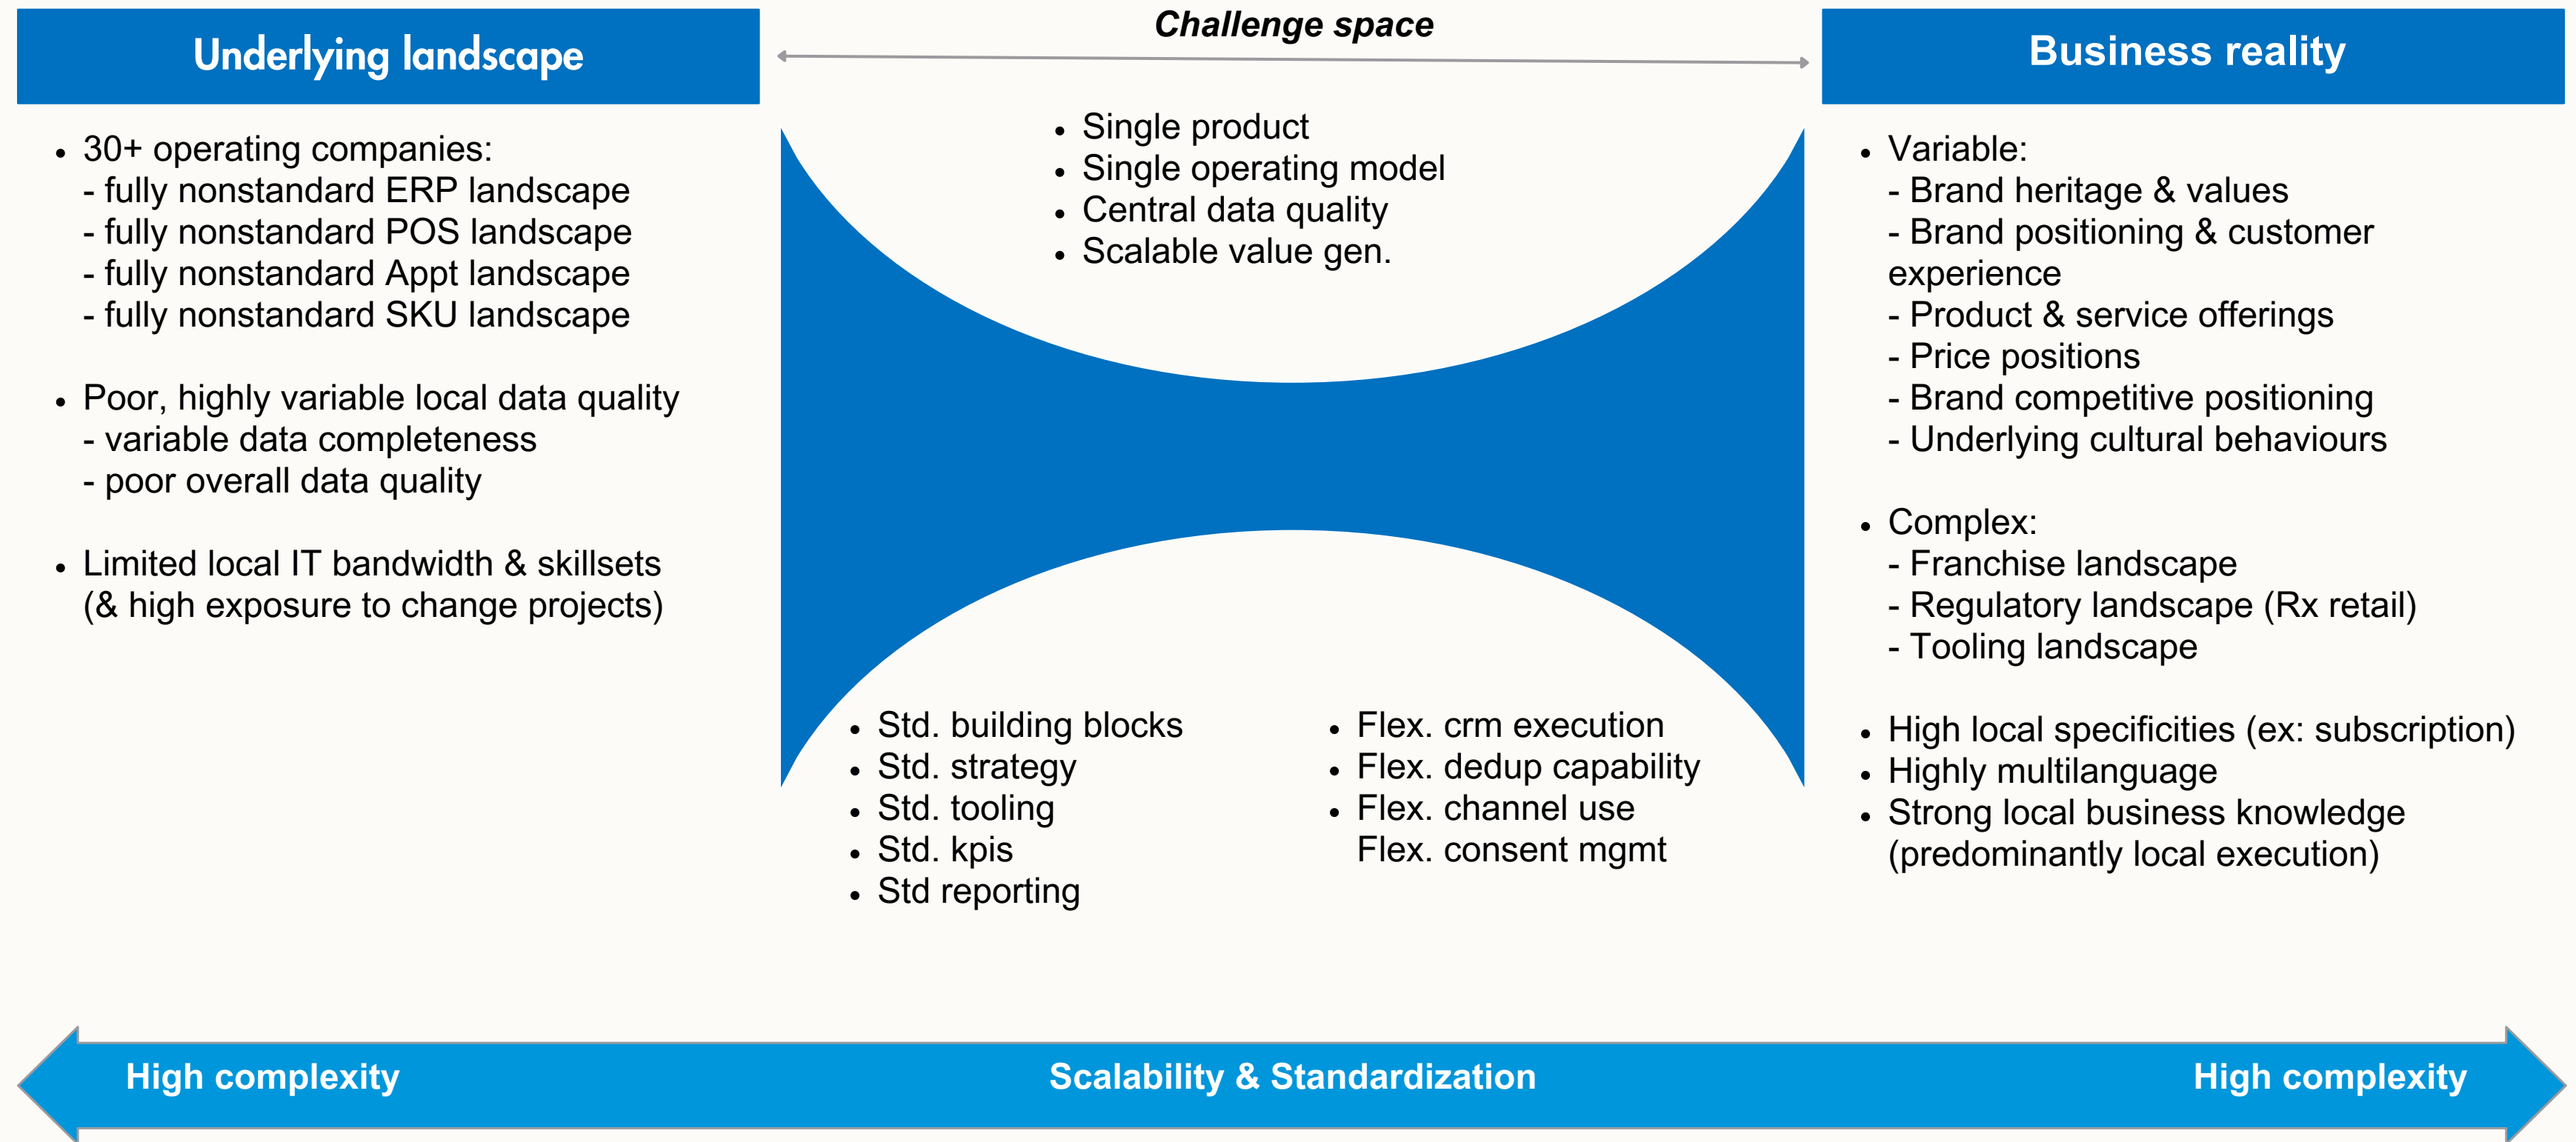 Underlying landscape
Challenge space
Business reality
• 30+ operating companies:
- fully nonstandard ERP landscape
- fully nonstandard POS landscape
- fully nonstandard Appt landscape
- fully nonstandard SKU landscape
• Poor, highly variable local data quality
- variable data completeness
- poor overall data quality
• Limited local IT bandwidth & skillsets
(& high exposure to change projects)
• Single product
• Single operating model
• Central data quality
• Scalable value gen.
• Std. building blocks
• Std. strategy
• Std. tooling
• Std. kpis
• Std reporting
• Flex. crm execution
• Flex. dedup capability
• Flex. channel use
Flex. consent mgmt
• Variable:
- Brand heritage & values
- Brand positioning & customer
experience
- Product & service offerings
- Price positions
- Brand competitive positioning
- Underlying cultural behaviours
• Complex:
- Franchise landscape
- Regulatory landscape (Rx retail)
- Tooling landscape
• High local specificities (ex: subscription)
• Highly multilanguage
• Strong local business knowledge
(predominantly local execution)
High complexity
Scalability & Standardization
High complexity